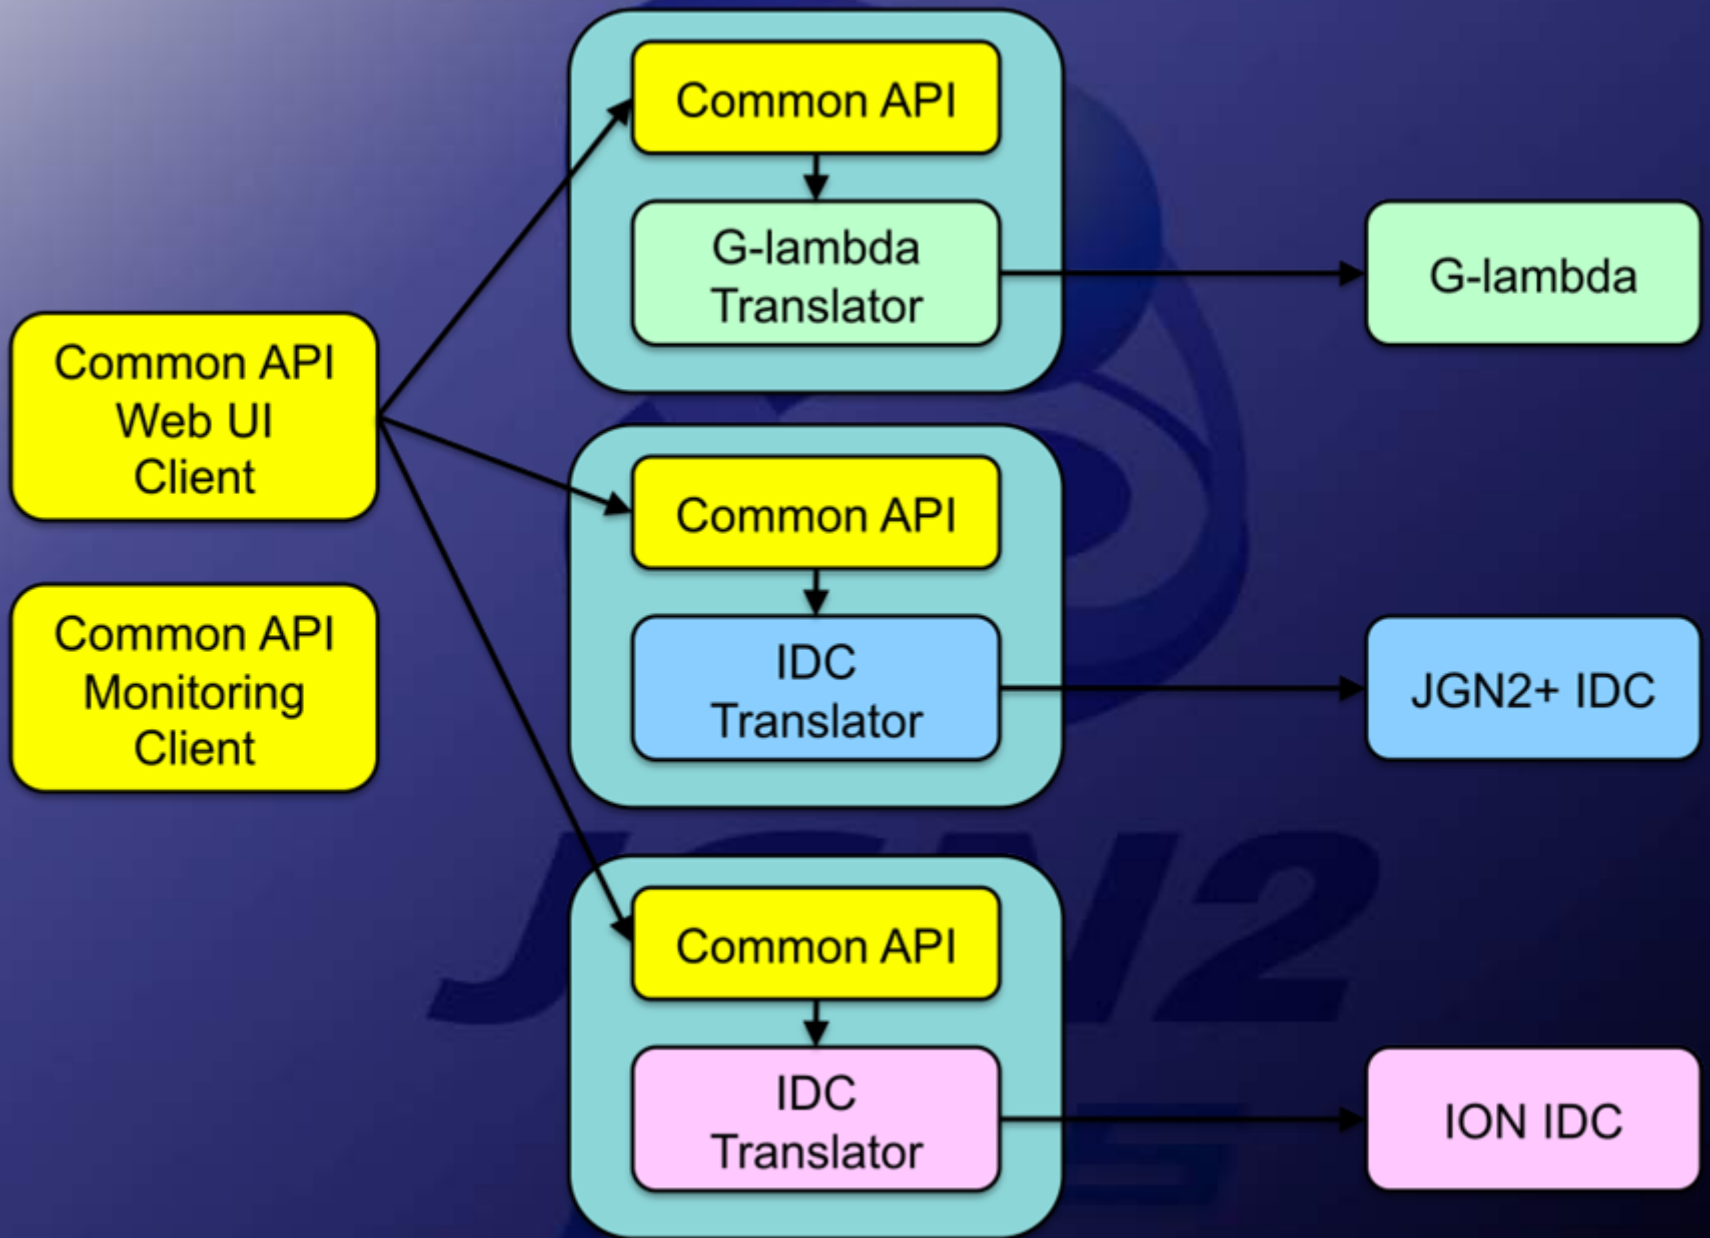 Common API
G-lambda
Translator
G-lambda
Common API
Web UI
Client
Common API
IDC
Translator
JGN2+ IDC
Common API
Monitoring
Client
Common API
IDC
Translator
ION IDC
JGN2